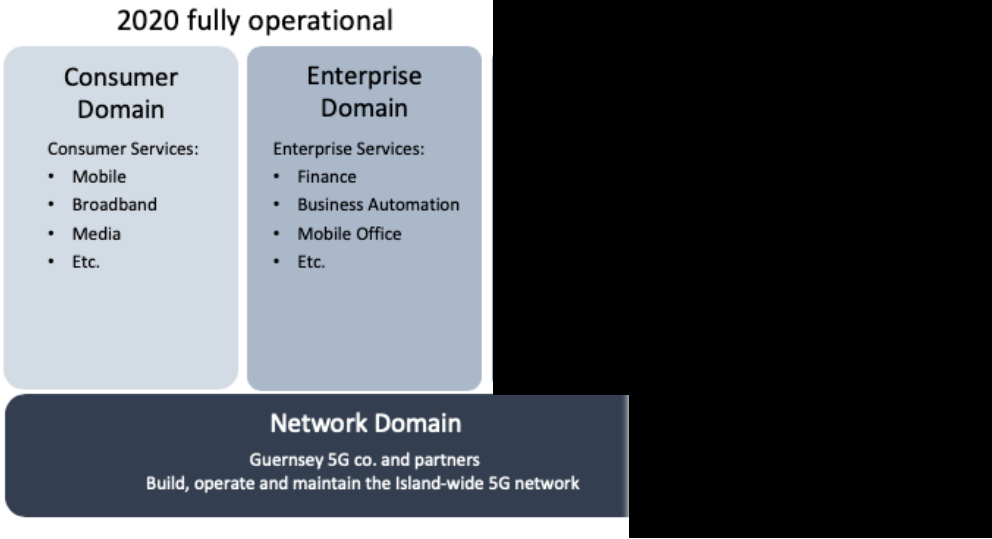 2020 fully operational
Consumer
Domain
Consumer Services:
• Mobile
• Broadband
• Media
• Etc.
Enterprise
Domain
Enterprise Services:
• Finance
• Business Automation
• Mobile Office
• Etc.
Network Domain
Guernsey 5G co. and partners
Build, operate and maintain the Island-wide 5G network